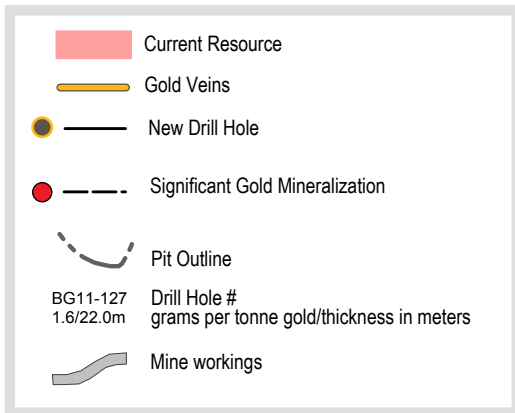 Current Resource
Gold Veins
New Drill Hole
Significant Gold Mineralization
Pit Outline
BG11-127 Drill Hole #
1.6/22.0m grams per tonne gold/thickness in meters
Mine workings